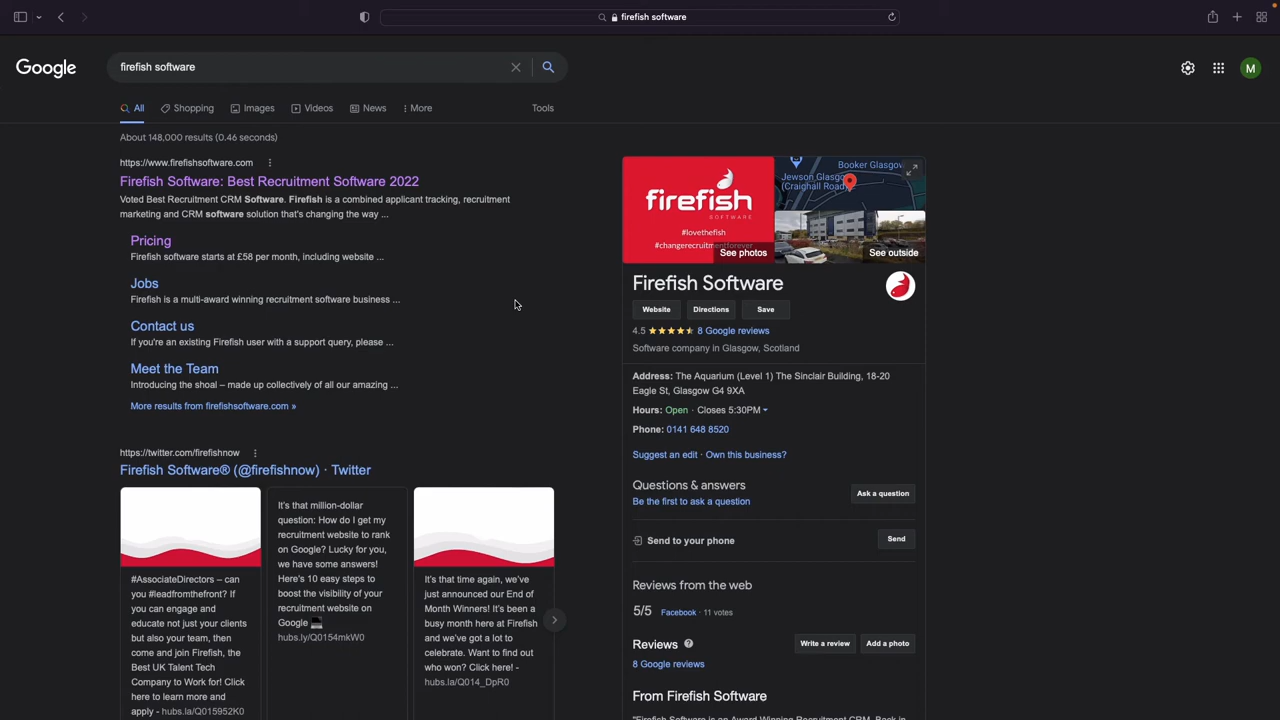 firefish software
Google
firefish software
M
All
Shopping
Images
Videos
News
More
Tools
About 148,000 results (0.46 seconds)
https://www.firefishsoftware.com
Firefish Software: Best Recruitment Software 2022
Voted Best Recruitment CRM Software. Firefish is a combined applicant tracking, recruitment
marketing and CRM software solution that's changing the way ...
Pricing
Firefish software starts at £58 per month, including website ...
Jobs
Firefish is a multi-award winning recruitment software business ...
Contact us
If you're an existing Firefish user with a support query, please ...
Meet the Team
Introducing the shoal – made up collectively of all our amazing ...
More results from firefishsoftware.com »
https://twitter.com/firefishnow
Firefish Software® (@firefishnow) · Twitter
#AssociateDirectors – can
you #leadfromthefront? If
you can engage and
educate not just your clients
but also your team, then
come and join Firefish, the
Best UK Talent Tech
Company to Work for! Click
here to learn more and
apply - hubs.la/Q015952K0
It's that million-dollar
question: How do I get my
recruitment website to rank
on Google? Lucky for you,
we have some answers!
Here's 10 easy steps to
boost the visibility of your
recruitment website on
Google
hubs.ly/Q0154mkW0
It's that time again, we've
just announced our End of
Month Winners! It's been a
busy month here at Firefish
and we've got a lot to
celebrate. Want to find out
who won? Click here! -
hubs.la/Q014_DpR0
firefish
SOFTWARE
#lovethefish
#changerecruitmentforever
See photos
Booker Glasgow
Jewson Glasgow
(Craighall Road)
See outside
Firefish Software
Website
Directions
Save
4.5 8 Google reviews
Software company in Glasgow, Scotland
Address: The Aquarium (Level 1) The Sinclair Building, 18-20
Eagle St, Glasgow G4 9XA
Hours: Open · Closes 5:30PM
Phone: 0141 648 8520
Suggest an edit · Own this business?
Questions & answers
Be the first to ask a question
Ask a question
Send to your phone
Send
Reviews from the web
5/5 Facebook · 11 votes
Reviews
Write a review
Add a photo
8 Google reviews
From Firefish Software
"Firefish Software is an Award Winning Recruitment CRM. Back in